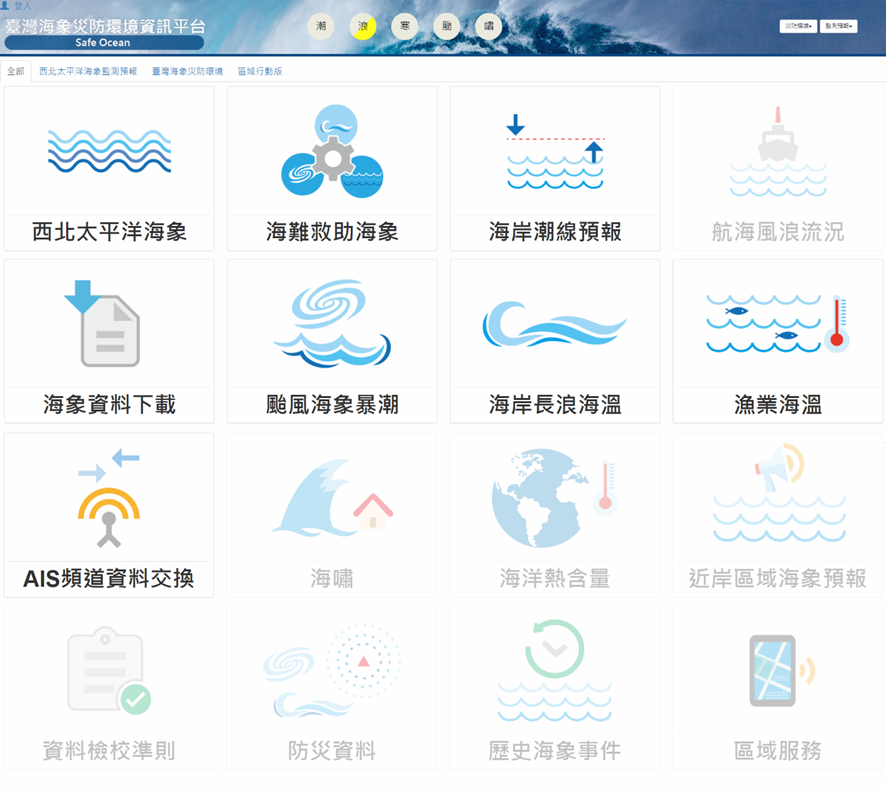 登入
臺灣海象災防環境資訊平台
Safe Ocean
潮 浪 寒 颱 嘯
災防環境 監測預報
全部 西北太平洋海象監測預報 臺灣海象災防環境 區域行動版
西北太平洋海象 海難救助海象 海岸潮線預報 航海風浪流況
海象資料下載 颱風海象暴潮 海岸長浪海溫 漁業海溫
AIS頻道資料交換 海嘯 海洋熱含量 近岸區域海象預報
資料檢校準則 防災資料 歷史海象事件 區域服務